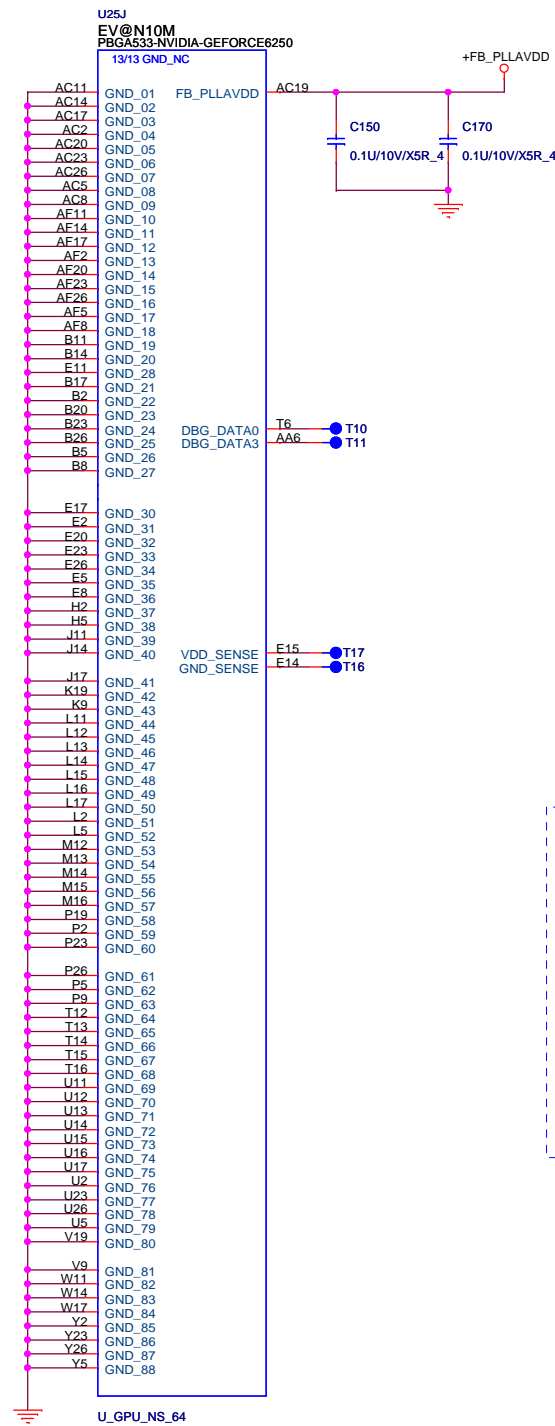 U25J
EV@N10M
PBGA533-NVIDIA-GEFORCE6250
13/13 GND_NC
+FB_PLLAVDD
AC11 GND_01 FB_PLLAVDD AC19
AC14 GND_02
AC17 GND_03
AC2 GND_04
AC20 GND_05
AC23 GND_06
AC26 GND_07
AC5 GND_08
AC8 GND_09
C150 C170
0.1U/10V/X5R_4 0.1U/10V/X5R_4
AF11 GND_10
AF14 GND_11
AF17 GND_12
AF2 GND_13
AF20 GND_14
AF23 GND_15
AF26 GND_16
AF5 GND_17
AF8 GND_18
B11 GND_19
B14 GND_20
E11 GND_28
B17 GND_21
B2 GND_22
B20 GND_23
B23 GND_24 DBG_DATA0 T6 T10
B26 GND_25 DBG_DATA3 AA6 T11
B5 GND_26
B8 GND_27
E17 GND_30
E2 GND_31
E20 GND_32
E23 GND_33
E26 GND_34
E5 GND_35
E8 GND_36
H2 GND_37
H5 GND_38
J11 GND_39
J14 GND_40 VDD_SENSE E15 T17
GND_SENSE E14 T16
J17 GND_41
K19 GND_42
K9 GND_43
L11 GND_44
L12 GND_45
L13 GND_46
L14 GND_47
L15 GND_48
L16 GND_49
L17 GND_50
L2 GND_51
L5 GND_52
M12 GND_53
M13 GND_54
M14 GND_55
M15 GND_56
M16 GND_57
P19 GND_58
P2 GND_59
P23 GND_60
P26 GND_61
P5 GND_62
P9 GND_63
T12 GND_64
T13 GND_65
T14 GND_66
T15 GND_67
T16 GND_68
U11 GND_69
U12 GND_70
U13 GND_71
U14 GND_72
U15 GND_73
U16 GND_74
U17 GND_75
U2 GND_76
U23 GND_77
U26 GND_78
U5 GND_79
V19 GND_80
V9 GND_81
W11 GND_82
W14 GND_83
W17 GND_84
Y2 GND_85
Y23 GND_86
Y26 GND_87
Y5 GND_88
U_GPU_NS_64